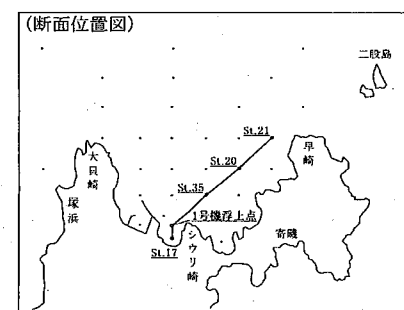 (断面位置図)
二股島
St.21
早崎
大貝崎
St.20
塚浜
St.35
1号機浮上点
シウリ崎
寄磯
St.17